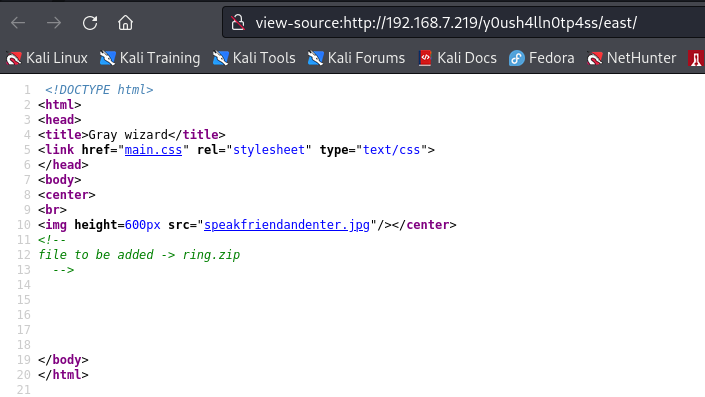 view-source:http://192.168.7.219/y0ush4lln0tp4ss/east/
Kali Linux Kali Training Kali Tools Kali Forums Kali Docs Fedora NetHunter
1 <!DOCTYPE html>
2 <html>
3 <head>
4 <title>Gray wizard</title>
5 <link href="main.css" rel="stylesheet" type="text/css">
6 </head>
7 <body>
8 <center>
9 <br>
10 <img height=600px src="speakfriendandenter.jpg"/></center>
11 <!--
12 file to be added -> ring.zip
13 -->
14
15
16
17
18
19 </body>
20 </html>
21